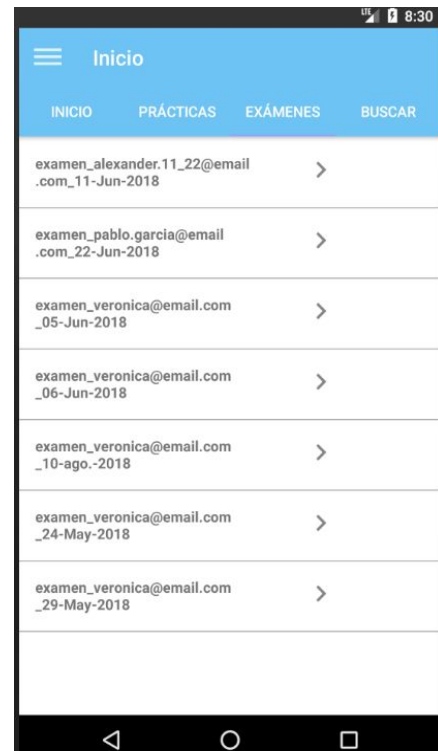 LTE 8:30
Inicio
INICIO PRÁCTICAS EXÁMENES BUSCAR
examen_alexander.11_22@email
.com_11-Jun-2018
examen_pablo.garcia@email
.com_22-Jun-2018
examen_veronica@email.com
_05-Jun-2018
examen_veronica@email.com
_06-Jun-2018
examen_veronica@email.com
_10-ago.-2018
examen_veronica@email.com
_24-May-2018
examen_veronica@email.com
_29-May-2018